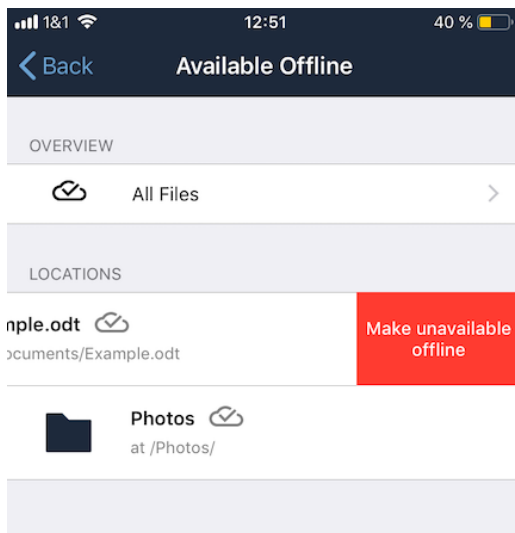 1&1 12:51 40 %
Back Available Offline
OVERVIEW
All Files
LOCATIONS
mple.odt
ocuments/Example.odt
Make unavailable
offline
Photos
at /Photos/